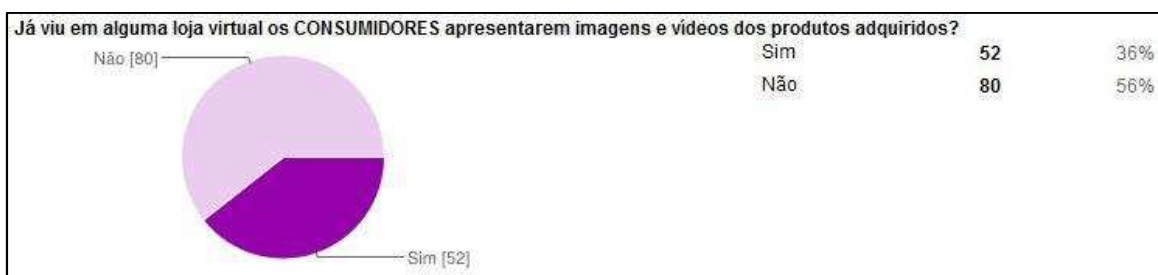 Já viu em alguma loja virtual os CONSUMIDORES apresentarem imagens e vídeos dos produtos adquiridos?
Não [80]
Sim [52]
Sim 52 36%
Não 80 56%